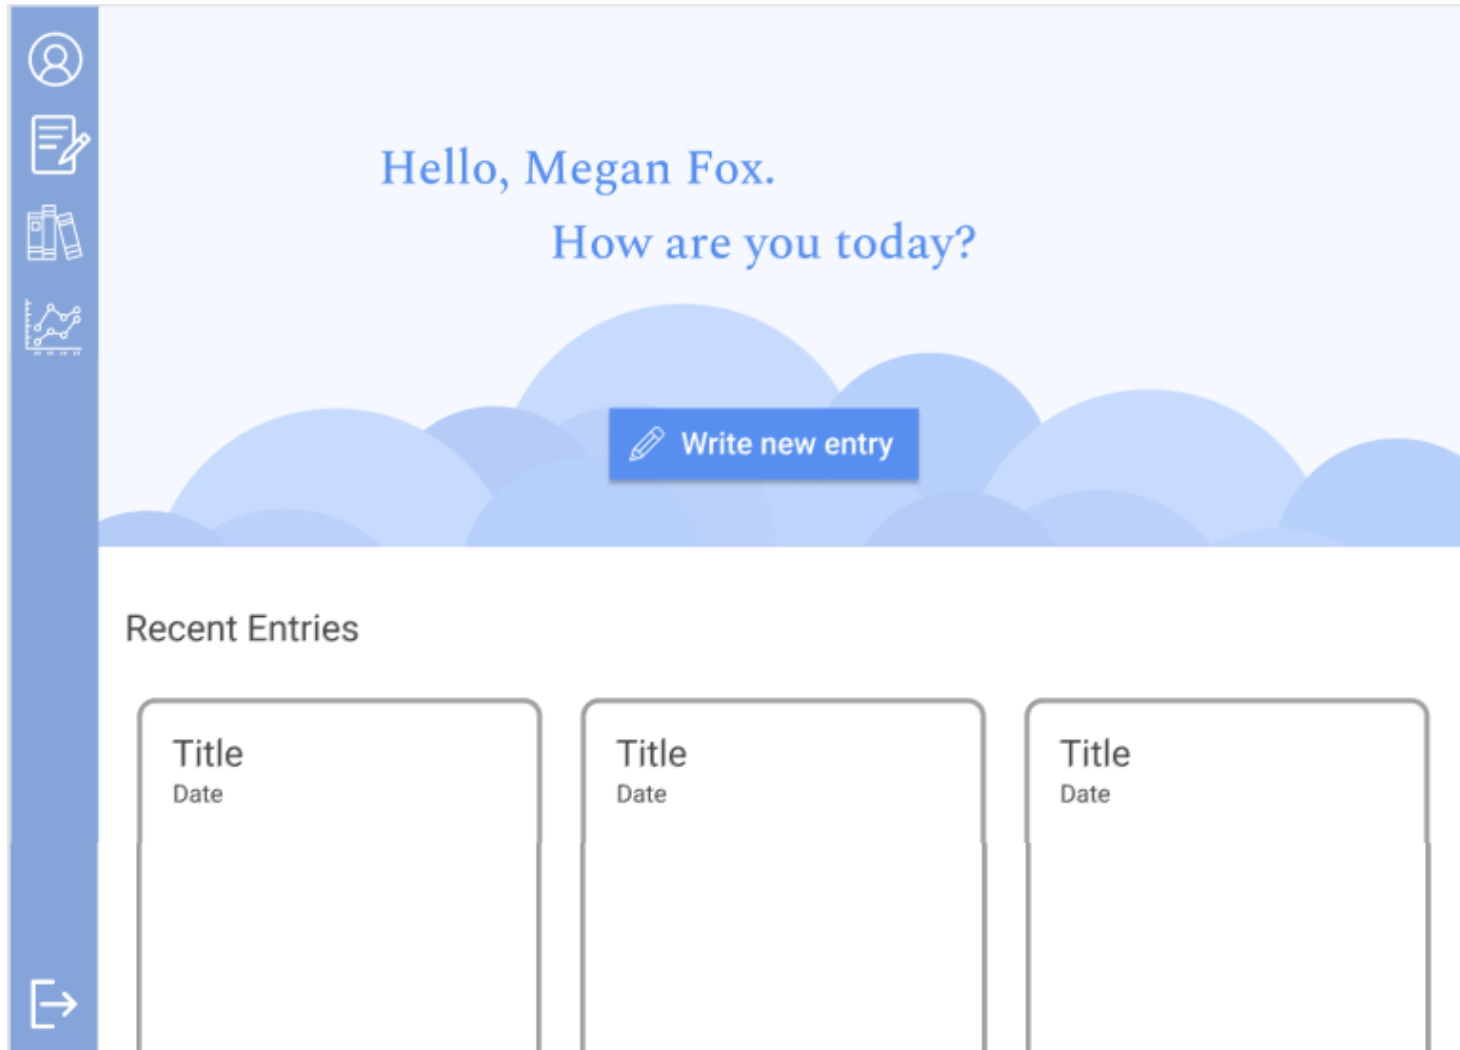 Hello, Megan Fox.
How are you today?
Write new entry
Recent Entries
Title
Date
Title
Date
Title
Date